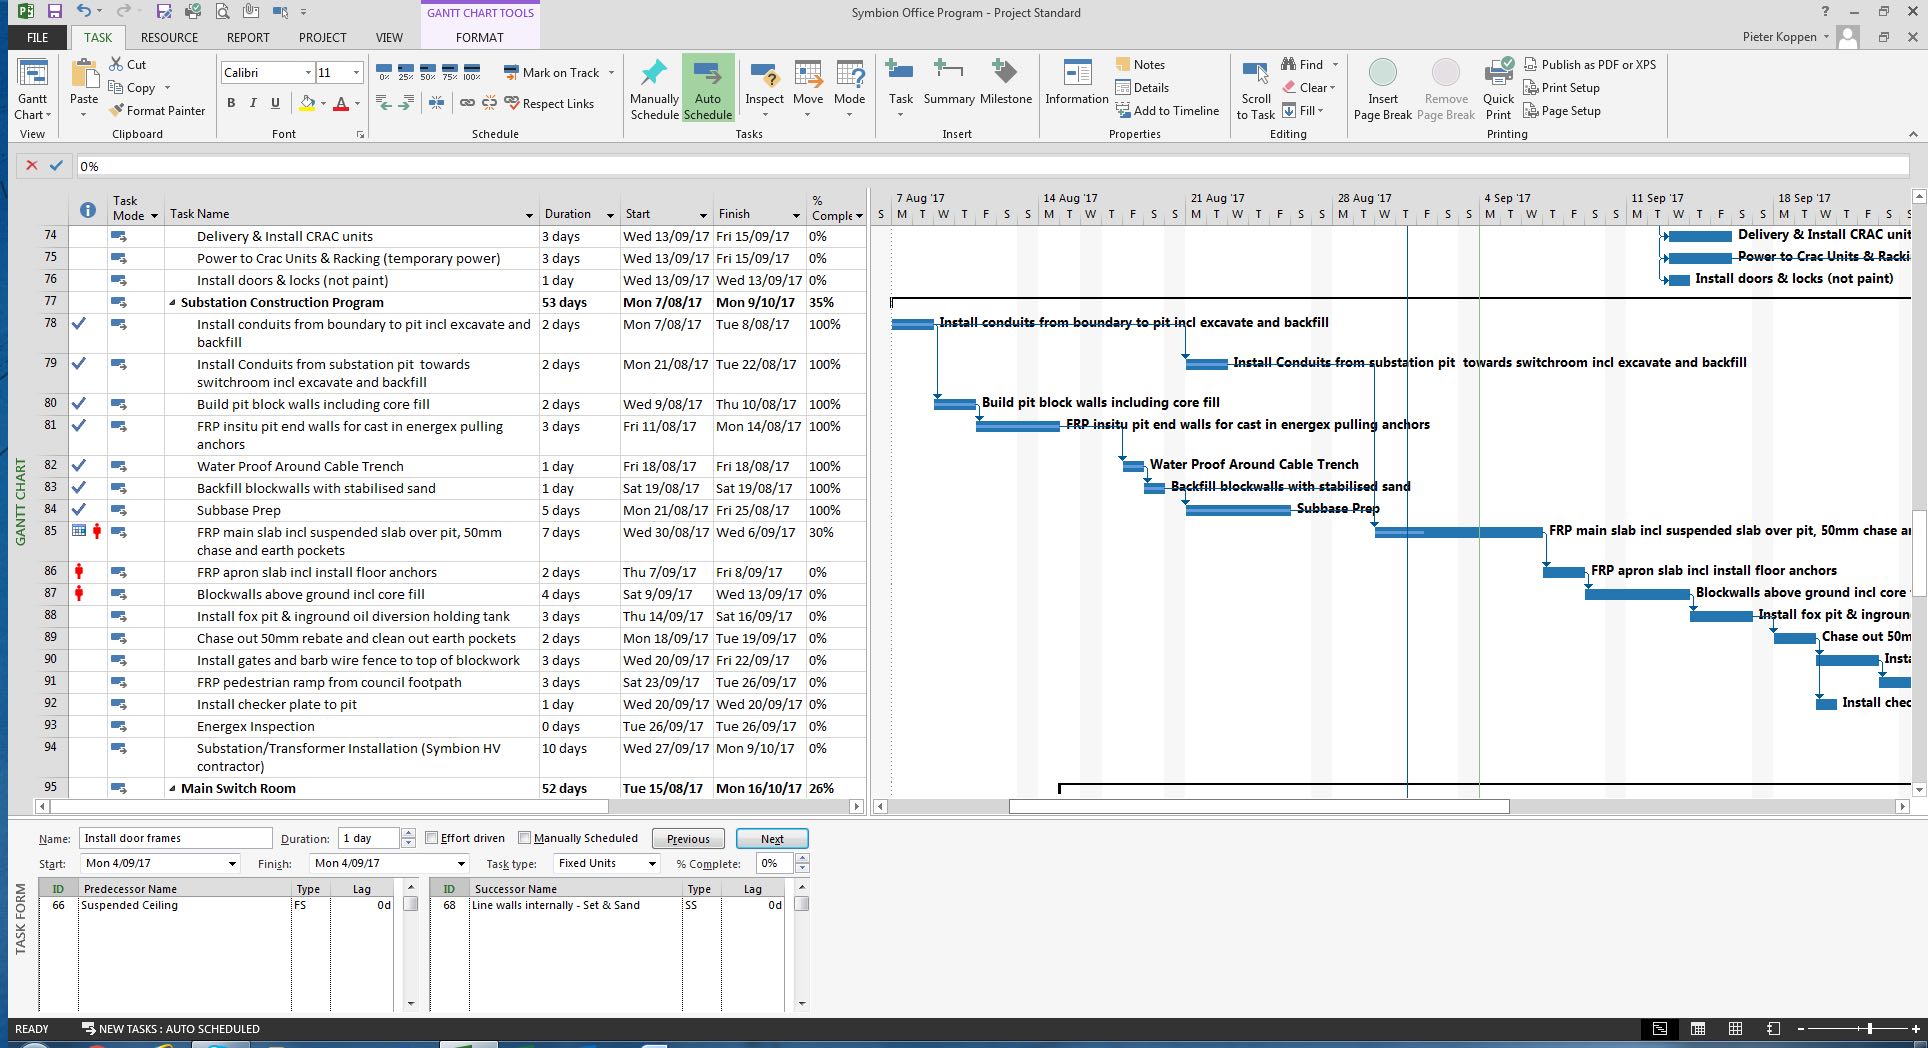 GANTT CHART TOOLS
Symbion Office Program - Project Standard
FILE TASK RESOURCE REPORT PROJECT VIEW FORMAT
Pieter Koppen
Gantt Chart
View
Paste
Cut
Copy
Format Painter
Clipboard
Calibri 11
B I U A
Font
0% 25% 50% 75% 100%
Mark on Track
Respect Links
Schedule
Manually Schedule
Auto Schedule
Inspect Move Mode
Tasks
Task Summary Milestone
Insert
Information
Notes
Details
Add to Timeline
Properties
Scroll to Task
Find
Clear
Fill
Editing
Insert Page Break
Remove Page Break
Quick Print
Publish as PDF or XPS
Print Setup
Page Setup
Printing
0%
Task Mode Task Name Duration Start Finish % Comple
7 Aug '17 14 Aug '17 21 Aug '17 28 Aug '17 4 Sep '17 11 Sep '17 18 Sep '17
S M T W T F S S M T W T F S S M T W T F S S M T W T F S S M T W T F S S M T W T F S S M T W T F S S
74 Delivery & Install CRAC units 3 days Wed 13/09/17 Fri 15/09/17 0%
75 Power to Crac Units & Racking (temporary power) 3 days Wed 13/09/17 Fri 15/09/17 0%
76 Install doors & locks (not paint) 1 day Wed 13/09/17 Wed 13/09/17 0%
77 Substation Construction Program 53 days Mon 7/08/17 Mon 9/10/17 35%
78 Install conduits from boundary to pit incl excavate and backfill 2 days Mon 7/08/17 Tue 8/08/17 100%
79 Install Conduits from substation pit towards switchroom incl excavate and backfill 2 days Mon 21/08/17 Tue 22/08/17 100%
80 Build pit block walls including core fill 2 days Wed 9/08/17 Thu 10/08/17 100%
81 FRP insitu pit end walls for cast in energex pulling anchors 3 days Fri 11/08/17 Mon 14/08/17 100%
82 Water Proof Around Cable Trench 1 day Fri 18/08/17 Fri 18/08/17 100%
83 Backfill blockwalls with stabilised sand 1 day Sat 19/08/17 Sat 19/08/17 100%
84 Subbase Prep 5 days Mon 21/08/17 Fri 25/08/17 100%
85 FRP main slab incl suspended slab over pit, 50mm chase and earth pockets 7 days Wed 30/08/17 Wed 6/09/17 30%
86 FRP apron slab incl install floor anchors 2 days Thu 7/09/17 Fri 8/09/17 0%
87 Blockwalls above ground incl core fill 4 days Sat 9/09/17 Wed 13/09/17 0%
88 Install fox pit & inground oil diversion holding tank 3 days Thu 14/09/17 Sat 16/09/17 0%
89 Chase out 50mm rebate and clean out earth pockets 2 days Mon 18/09/17 Tue 19/09/17 0%
90 Install gates and barb wire fence to top of blockwork 3 days Wed 20/09/17 Fri 22/09/17 0%
91 FRP pedestrian ramp from council footpath 3 days Sat 23/09/17 Tue 26/09/17 0%
92 Install checker plate to pit 1 day Wed 20/09/17 Wed 20/09/17 0%
93 Energex Inspection 0 days Tue 26/09/17 Tue 26/09/17 0%
94 Substation/Transformer Installation (Symbion HV contractor) 10 days Wed 27/09/17 Mon 9/10/17 0%
95 Main Switch Room 52 days Tue 15/08/17 Mon 16/10/17 26%
Delivery & Install CRAC unit
Power to Crac Units & Racki
Install doors & locks (not paint)
Install conduits from boundary to pit incl excavate and backfill
Install Conduits from substation pit towards switchroom incl excavate and backfill
Build pit block walls including core fill
FRP insitu pit end walls for cast in energex pulling anchors
Water Proof Around Cable Trench
Backfill blockwalls with stabilised sand
Subbase Prep
FRP main slab incl suspended slab over pit, 50mm chase a
FRP apron slab incl install floor anchors
Blockwalls above ground incl core
Install fox pit & ingroun
Chase out 50m
Insta
Install chec
GANTT CHART
Name: Install door frames Duration: 1 day Effort driven Manually Scheduled Previous Next
Start: Mon 4/09/17 Finish: Mon 4/09/17 Task type: Fixed Units % Complete: 0%
ID Predecessor Name Type Lag ID Successor Name Type Lag
66 Suspended Ceiling FS 0d 68 Line walls internally - Set & Sand SS 0d
TASK FORM
READY NEW TASKS : AUTO SCHEDULED